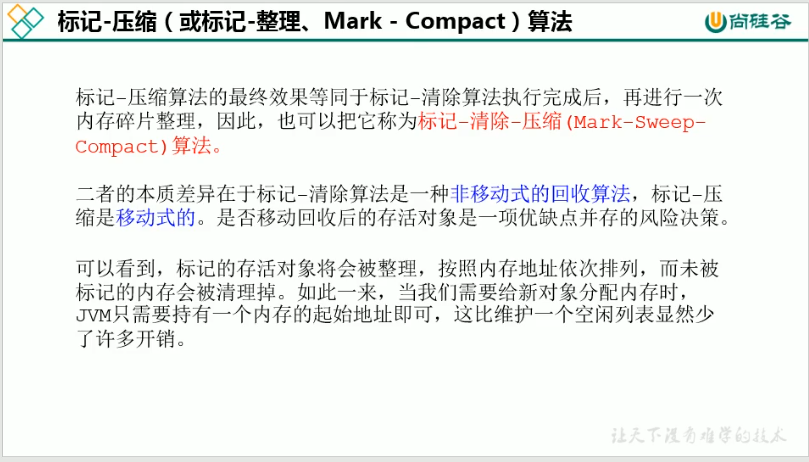 标记-压缩（或标记-整理、Mark - Compact）算法
尚硅谷
标记-压缩算法的最终效果等同于标记-清除算法执行完成后，再进行一次
内存碎片整理，因此，也可以把它称为标记-清除-压缩(Mark-Sweep-
Compact)算法。
二者的本质差异在于标记-清除算法是一种非移动式的回收算法，标记-压
缩是移动式的。是否移动回收后的存活对象是一项优缺点并存的风险决策。
可以看到，标记的存活对象将会被整理，按照内存地址依次排列，而未被
标记的内存会被清理掉。如此一来，当我们需要给新对象分配内存时，
JVM只需要持有一个内存的起始地址即可，这比维护一个空闲列表显然少
了许多开销。
让天下没有难学的技术